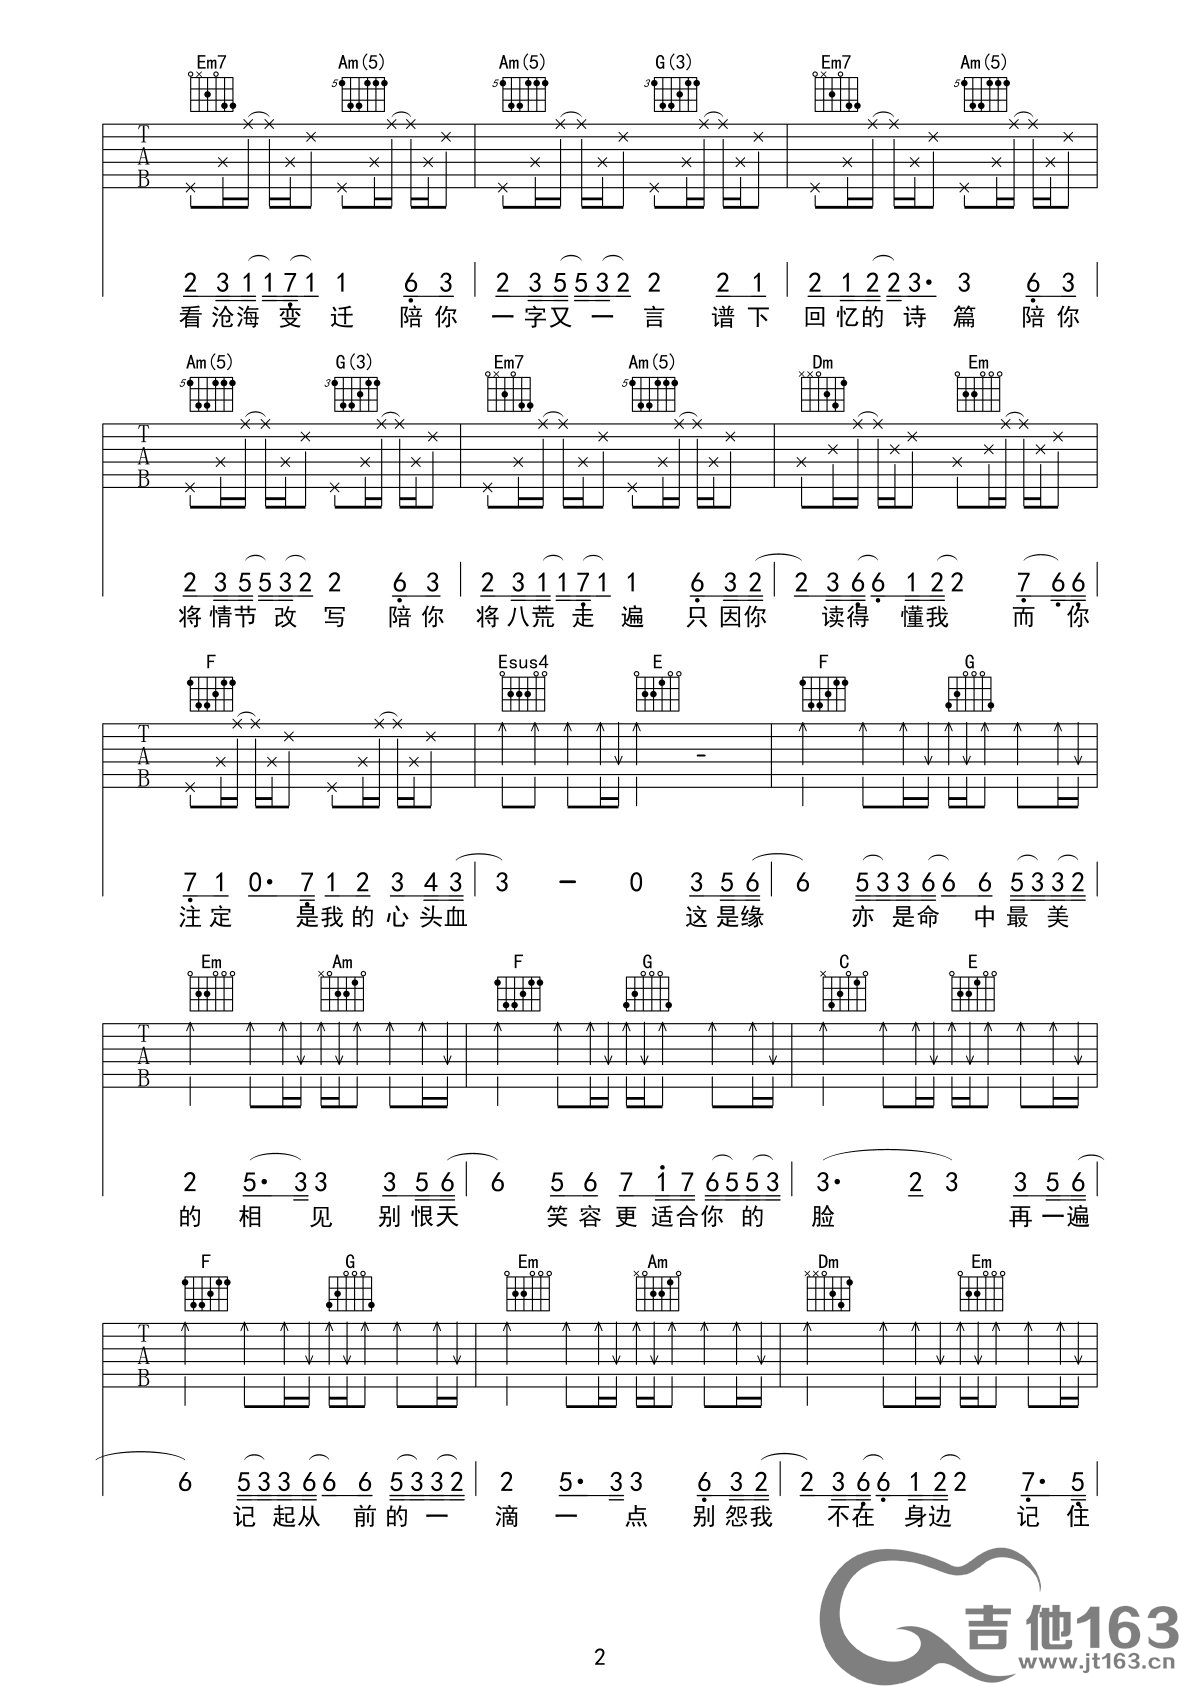 Em7 Am(5) Am(5) G(3) Em7 Am(5)
5 5 3 5
T
A
B
2 3 1 1 7 1 1 6 3 2 3 5 5 3 2 2 2 1 2 1 2 2 3· 3 6 3
看沧海变迁陪你一字又一言谱下回忆的诗篇陪你
Am(5) G(3) Em7 Am(5) Dm Em
5 3 5
T
A
B
2 3 5 5 3 2 2 6 3 2 3 1 1 7 1 1 6 3 2 2 3 6 6 1 2 2 7 6 6
将情节改写陪你将八荒走遍只因你读得懂我而你
F Esus4 E F G
T
A
B
-
7 1 0· 7 1 2 3 4 3 3 – 0 3 5 6 6 5 3 3 6 6 6 5 3 3 2
注定是我的心头血这是缘亦是命中最美
Em Am F G C E
T
A
B
2 5· 3 3 3 5 6 6 5 6 7 1 7 6 5 5 3 3· 2 3 3 5 6
的相见别恨天笑容更适合你的脸再一遍
F G Em Am Dm Em
T
A
B
6 5 3 3 6 6 6 5 3 3 2 2 5· 3 3 6 3 2 2 3 6 6 1 2 2 7· 5
记起从前的一滴一点别怨我不在身边记住
吉他163
www.jt163.cn
2